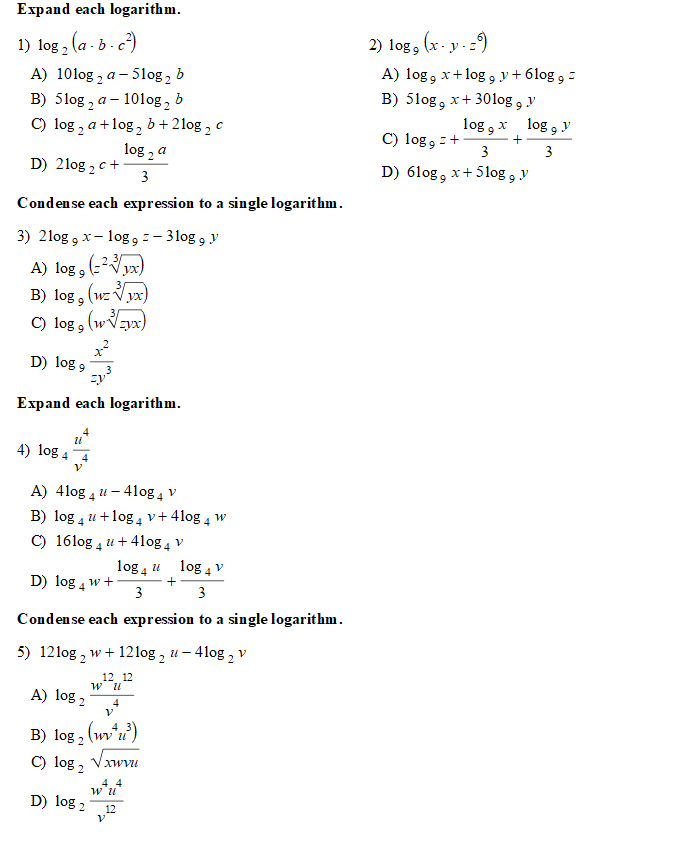 Expand each logarithm.
1) log₂(a · b · c²)
A) 10log₂ a − 5log₂ b
B) 5log₂ a − 10log₂ b
C) log₂ a + log₂ b + 2log₂ c
D) 2log₂ c + (log₂ a)/3
2) log₉(x · y · z⁶)
A) log₉ x + log₉ y + 6log₉ z
B) 5log₉ x + 30log₉ y
C) log₉ z + (log₉ x)/3 + (log₉ y)/3
D) 6log₉ x + 5log₉ y
Condense each expression to a single logarithm.
3) 2log₉ x − log₉ z − 3log₉ y
A) log₉(z²∛(yx))
B) log₉(wz∛(yx))
C) log₉(w∛(zyx))
D) log₉ x²/(zy³)
Expand each logarithm.
4) log₄ u⁴/v⁴
A) 4log₄ u − 4log₄ v
B) log₄ u + log₄ v + 4log₄ w
C) 16log₄ u + 4log₄ v
D) log₄ w + (log₄ u)/3 + (log₄ v)/3
Condense each expression to a single logarithm.
5) 12log₂ w + 12log₂ u − 4log₂ v
A) log₂ w¹²u¹²/v⁴
B) log₂(wv⁴u³)
C) log₂ √(xwvu)
D) log₂ w⁴u⁴/v¹²